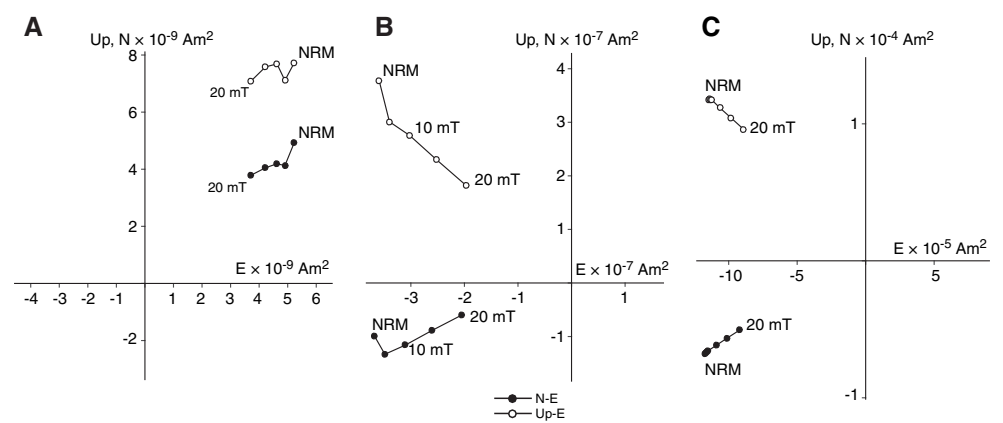 A
Up, N × 10⁻⁹ Am²
8
6
4
2
-2
-4 -3 -2 -1 1 2 3 4 5 6
E × 10⁻⁹ Am²
NRM
20 mT
NRM
20 mT
B
Up, N × 10⁻⁷ Am²
4
3
2
1
-1
-3 -2 -1 1
E × 10⁻⁷ Am²
NRM
10 mT
20 mT
NRM
10 mT
20 mT
C
Up, N × 10⁻⁴ Am²
1
-1
-10 -5 5
E × 10⁻⁵ Am²
NRM
20 mT
20 mT
NRM
N-E
Up-E